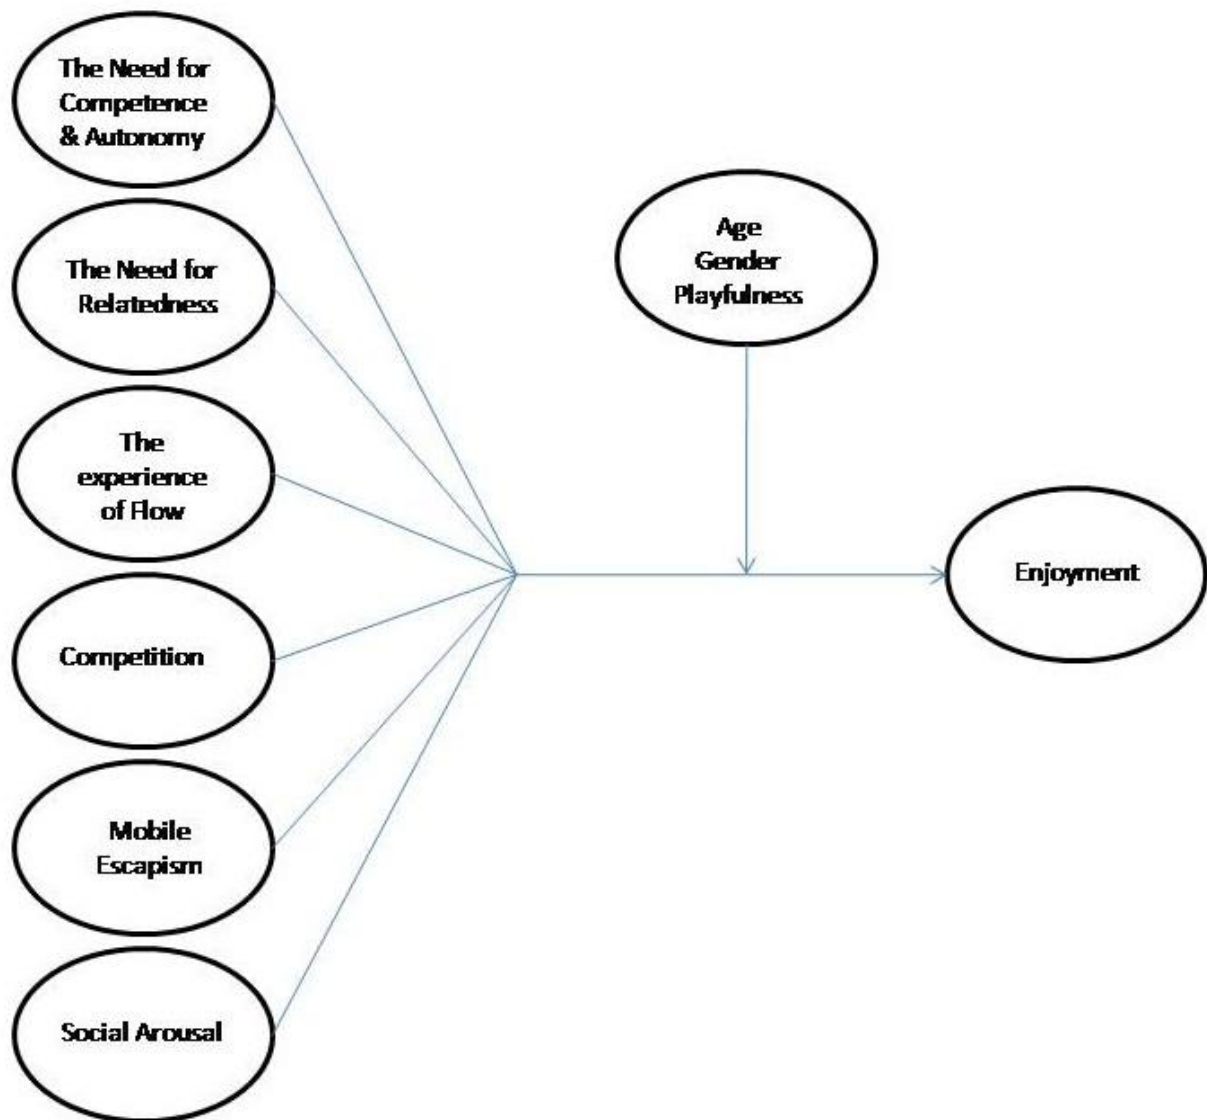 The Need for
Competence
& Autonomy
The Need for
Relatedness
The
experience
of Flow
Competition
Mobile
Escapism
Social Arousal
Age
Gender
Playfulness
Enjoyment